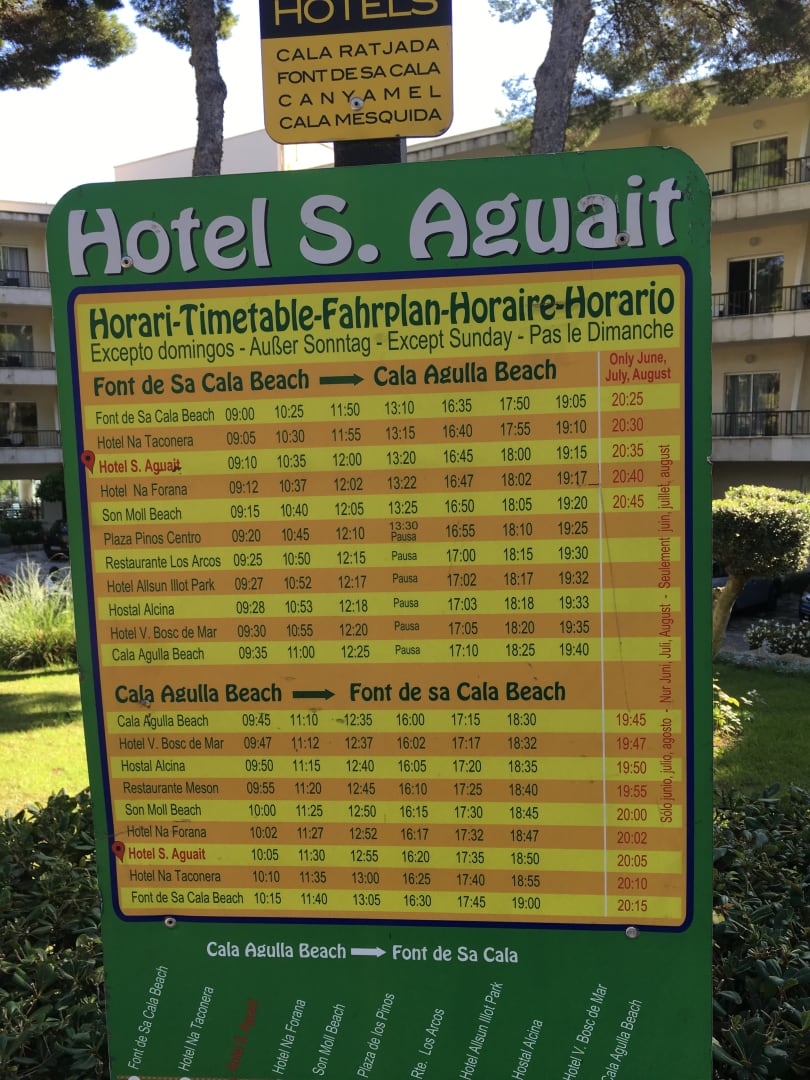 HOTELS
CALA RATJADA
FONT DE SA CALA
CANYAMEL
CALA MESQUIDA
Hotel S. Aguait
Horari-Timetable-Fahrplan-Horaire-Horario
Excepto domingos - Außer Sonntag - Except Sunday - Pas le Dimanche
Font de Sa Cala Beach → Cala Agulla Beach
Only June, July, August
Font de Sa Cala Beach 09:00 10:25 11:50 13:10 16:35 17:50 19:05 20:25
Hotel Na Taconera 09:05 10:30 11:55 13:15 16:40 17:55 19:10 20:30
Hotel S. Aguait 09:10 10:35 12:00 13:20 16:45 18:00 19:15 20:35
Hotel Na Forana 09:12 10:37 12:02 13:22 16:47 18:02 19:17 20:40
Son Moll Beach 09:15 10:40 12:05 13:25 16:50 18:05 19:20 20:45
Plaza Pinos Centro 09:20 10:45 12:10 13:30 Pausa 16:55 18:10 19:25
Restaurante Los Arcos 09:25 10:50 12:15 Pausa 17:00 18:15 19:30
Hotel Allsun Illot Park 09:27 10:52 12:17 Pausa 17:02 18:17 19:32
Hostal Alcina 09:28 10:53 12:18 Pausa 17:03 18:18 19:33
Hotel V. Bosc de Mar 09:30 10:55 12:20 Pausa 17:05 18:20 19:35
Cala Agulla Beach 09:35 11:00 12:25 Pausa 17:10 18:25 19:40
Cala Agulla Beach → Font de sa Cala Beach
Cala Agulla Beach 09:45 11:10 12:35 16:00 17:15 18:30 19:45
Hotel V. Bosc de Mar 09:47 11:12 12:37 16:02 17:17 18:32 19:47
Hostal Alcina 09:50 11:15 12:40 16:05 17:20 18:35 19:50
Restaurante Meson 09:55 11:20 12:45 16:10 17:25 18:40 19:55
Son Moll Beach 10:00 11:25 12:50 16:15 17:30 18:45 20:00
Hotel Na Forana 10:02 11:27 12:52 16:17 17:32 18:47 20:02
Hotel S. Aguait 10:05 11:30 12:55 16:20 17:35 18:50 20:05
Hotel Na Taconera 10:10 11:35 13:00 16:25 17:40 18:55 20:10
Font de Sa Cala Beach 10:15 11:40 13:05 16:30 17:45 19:00 20:15
Sólo junio, julio, agosto - Nur Juni, Juli, August - Seulement juin, juillet, august
Cala Agulla Beach → Font de Sa Cala
Font de Sa Cala Beach
Hotel Na Taconera
Hotel S. Aguait
Hotel Na Forana
Son Moll Beach
Plaza de los Pinos
Rte. Los Arcos
Hotel Allsun Illot Park
Hostal Alcina
Hotel V. Bosc de Mar
Cala Agulla Beach